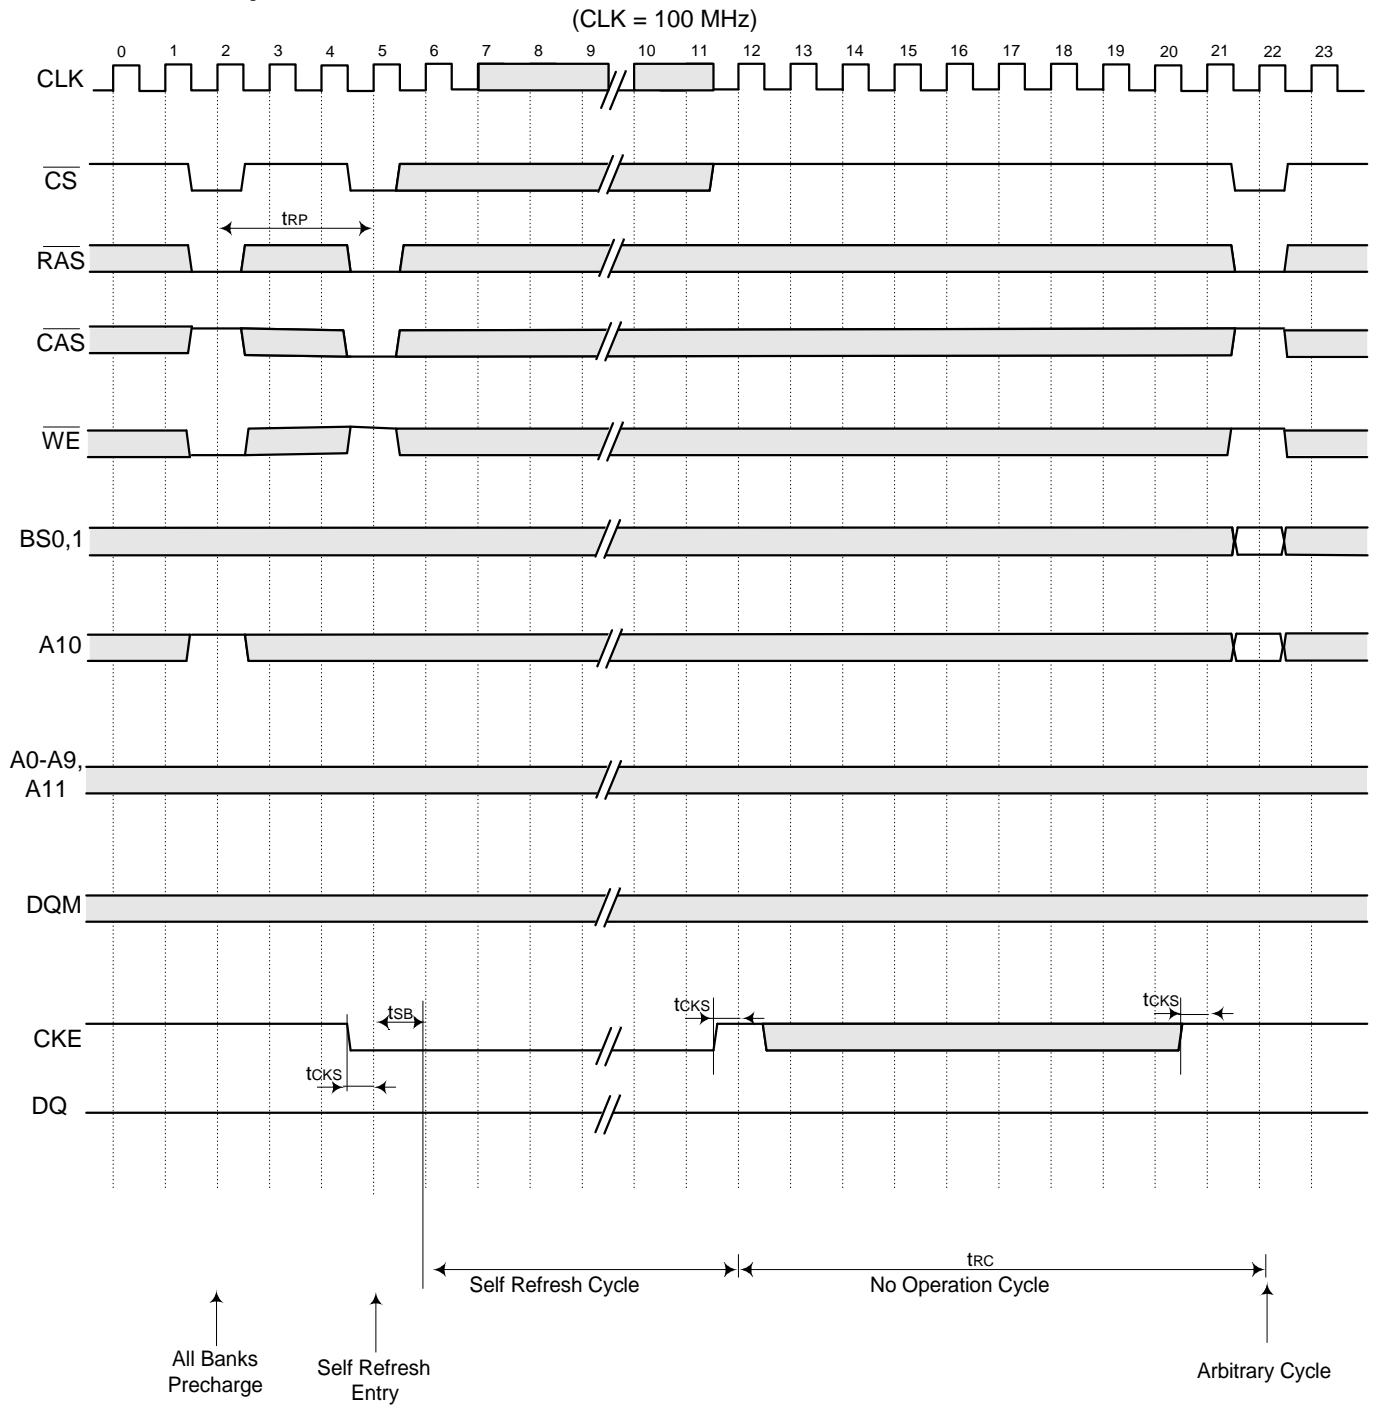 (CLK = 100 MHz)
0 1 2 3 4 5 6 7 8 9 10 11 12 13 14 15 16 17 18 19 20 21 22 23
CLK
CS
tRP
RAS
CAS
WE
BS0,1
A10
A0-A9,
A11
DQM
tCKS
tCKS
tSB
CKE
tCKS
DQ
tRC
Self Refresh Cycle
No Operation Cycle
All Banks
Precharge
Self Refresh
Entry
Arbitrary Cycle